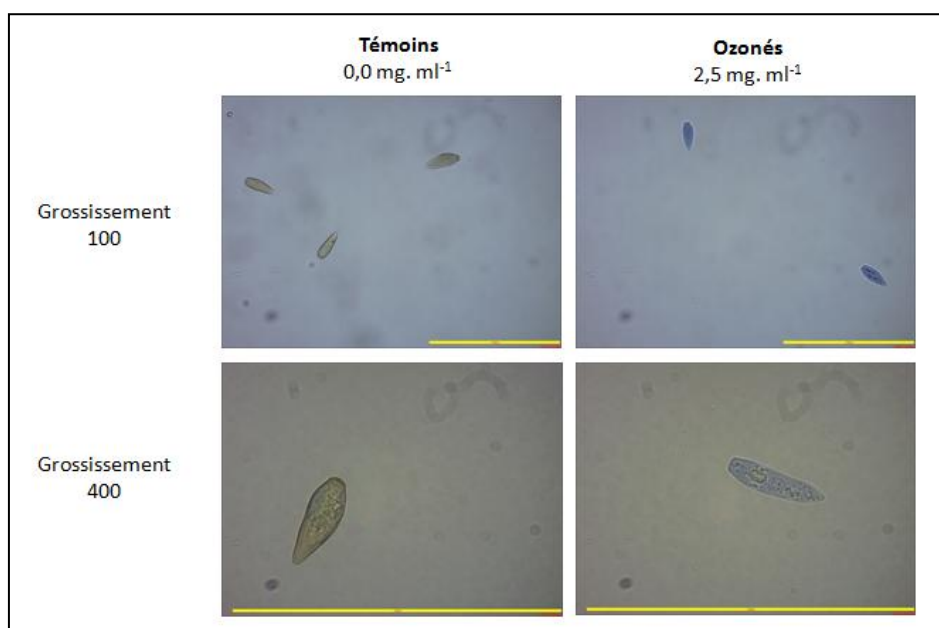 Témoins
0,0 mg. ml-1
Ozonés
2,5 mg. ml-1
Grossissement
100
Grossissement
400